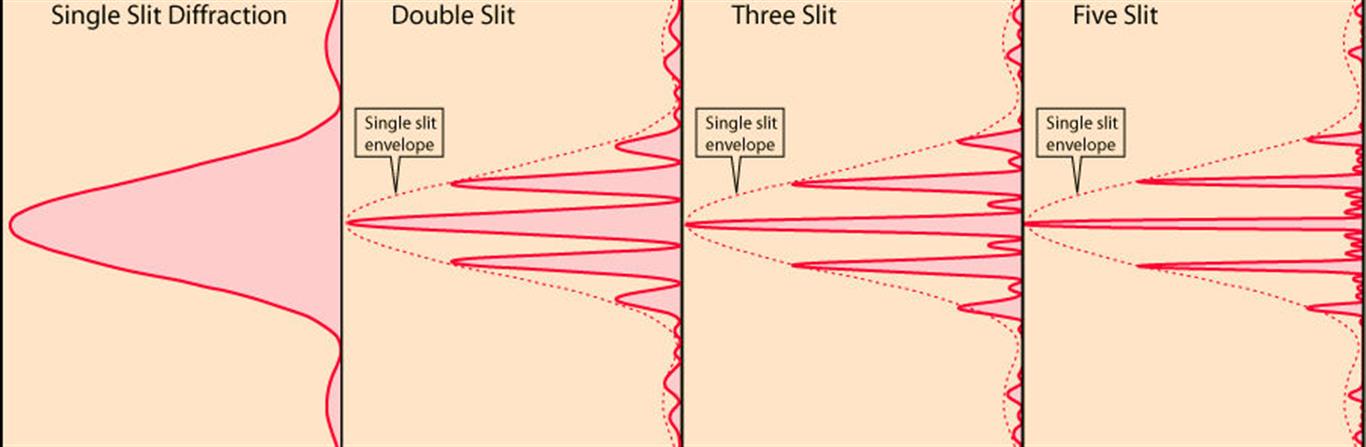 Single Slit Diffraction
Double Slit
Three Slit
Five Slit
Single slit
envelope
Single slit
envelope
Single slit
envelope